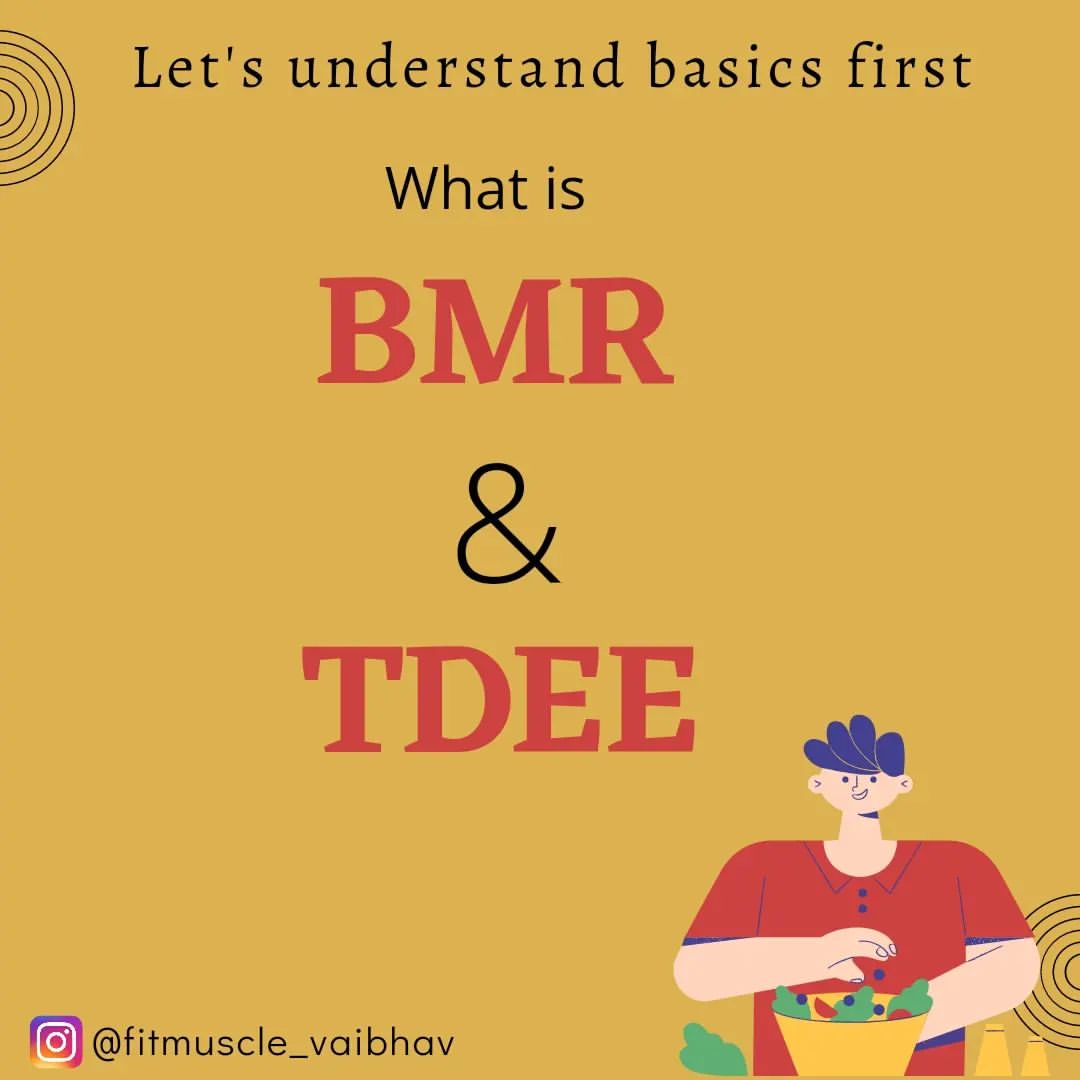 Let's understand basics first
What is
BMR
&
TDEE
@fitmuscle_vaibhav